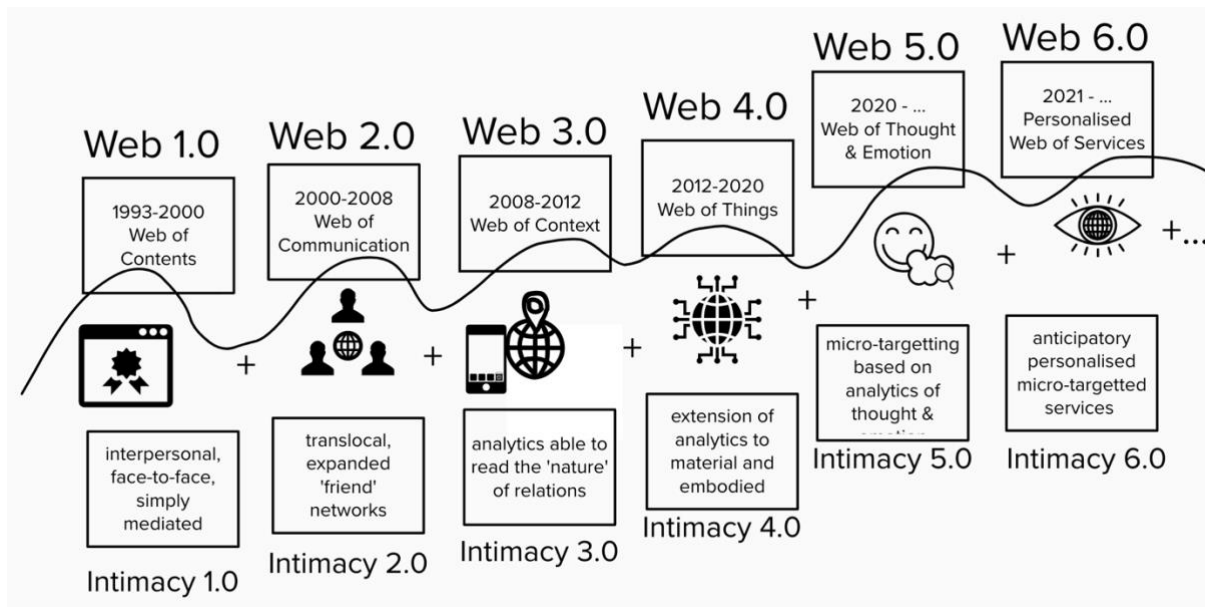 Web 1.0
1993-2000
Web of
Contents
interpersonal,
face-to-face,
simply
mediated
Intimacy 1.0
+
Web 2.0
2000-2008
Web of
Communication
translocal,
expanded
'friend'
networks
Intimacy 2.0
+
Web 3.0
2008-2012
Web of Context
analytics able to
read the 'nature'
of relations
Intimacy 3.0
+
Web 4.0
2012-2020
Web of Things
extension of
analytics to
material and
embodied
Intimacy 4.0
+
Web 5.0
2020 - ...
Web of Thought
& Emotion
micro-targetting
based on
analytics of
thought &
Intimacy 5.0
+
Web 6.0
2021 - ...
Personalised
Web of Services
anticipatory
personalised
micro-targetted
services
Intimacy 6.0
+...